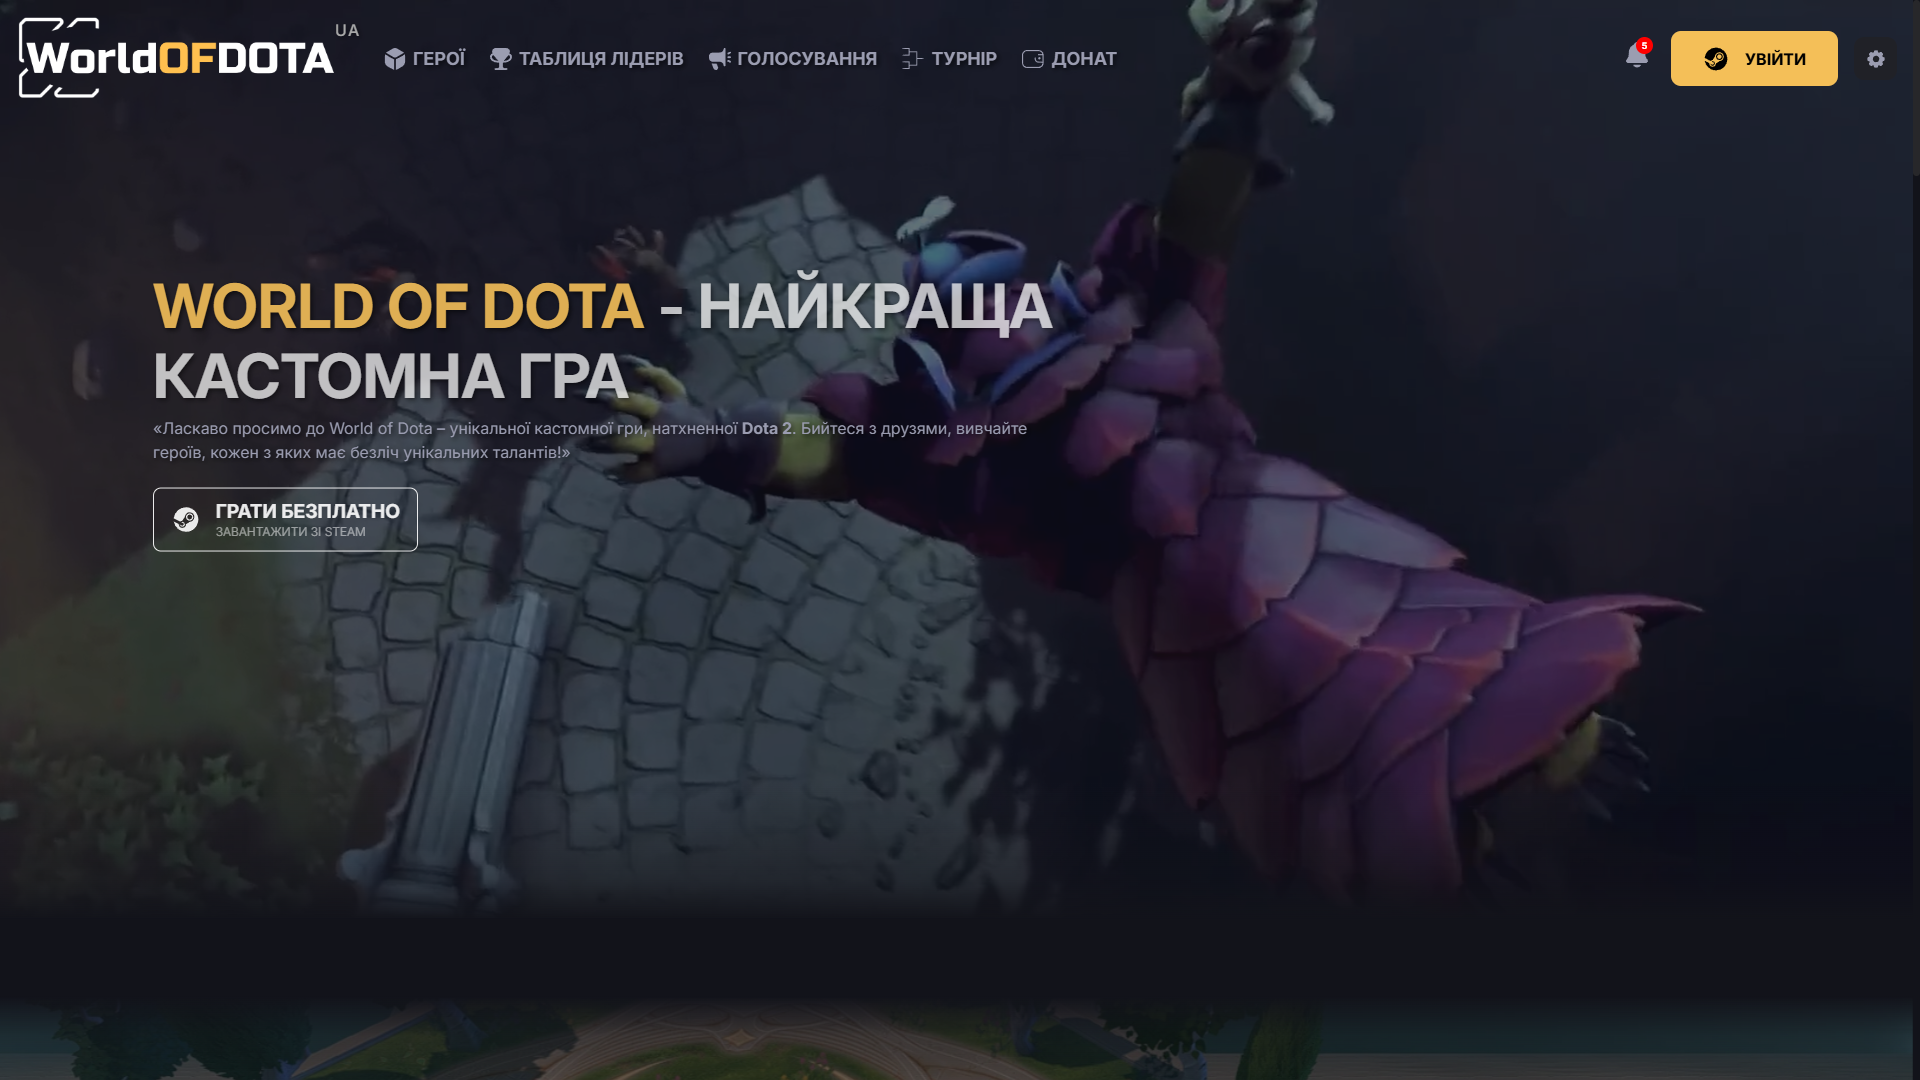 WorldOFDOTA
UA
ГЕРОЇ
ТАБЛИЦЯ ЛІДЕРІВ
ГОЛОСУВАННЯ
ТУРНІР
ДОНАТ
5
УВІЙТИ
WORLD OF DOTA - НАЙКРАЩА
КАСТОМНА ГРА
«Ласкаво просимо до World of Dota – унікальної кастомної гри, натхненної Dota 2. Бийтеся з друзями, вивчайте
героїв, кожен з яких має безліч унікальних талантів!»
ГРАТИ БЕЗПЛАТНО
ЗАВАНТАЖИТИ ЗІ STEAM